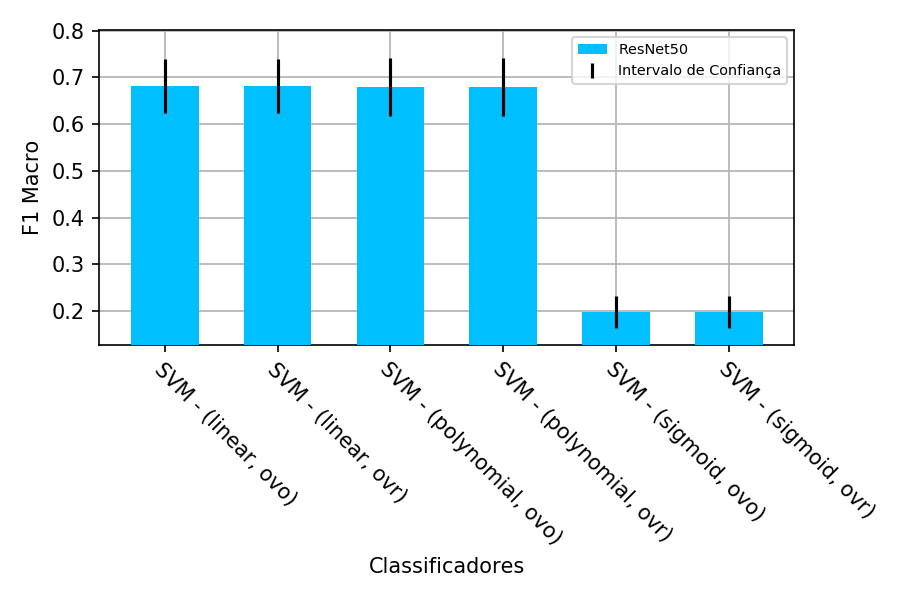 0.8
0.7
0.6
0.5
0.4
0.3
0.2
F1 Macro
ResNet50
Intervalo de Confiança
SVM - (linear, ovo)
SVM - (linear, ovr)
SVM - (polynomial, ovo)
SVM - (polynomial, ovr)
SVM - (sigmoid, ovo)
SVM - (sigmoid, ovr)
Classificadores